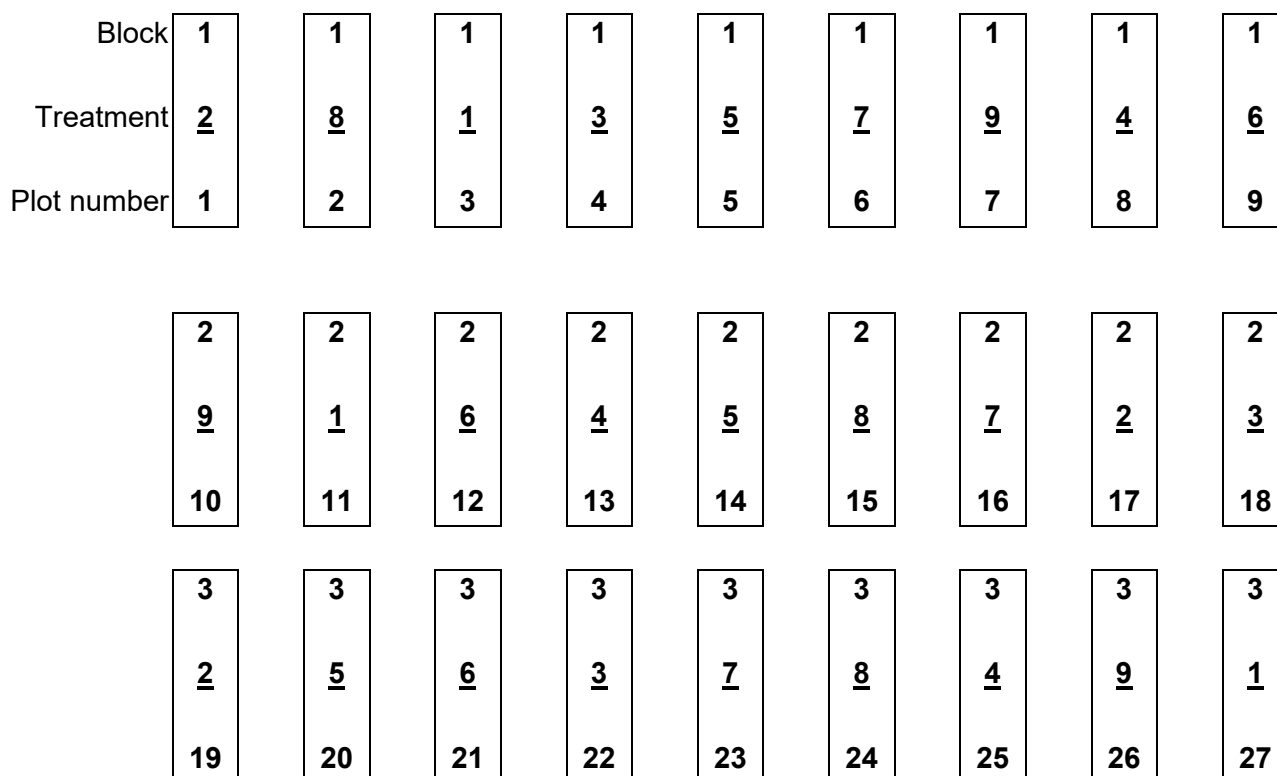 Block 1 1 1 1 1 1 1 1 1
Treatment 2 8 1 3 5 7 9 4 6
Plot number 1 2 3 4 5 6 7 8 9
2 2 2 2 2 2 2 2 2
9 1 6 4 5 8 7 2 3
10 11 12 13 14 15 16 17 18
3 3 3 3 3 3 3 3 3
2 5 6 3 7 8 4 9 1
19 20 21 22 23 24 25 26 27